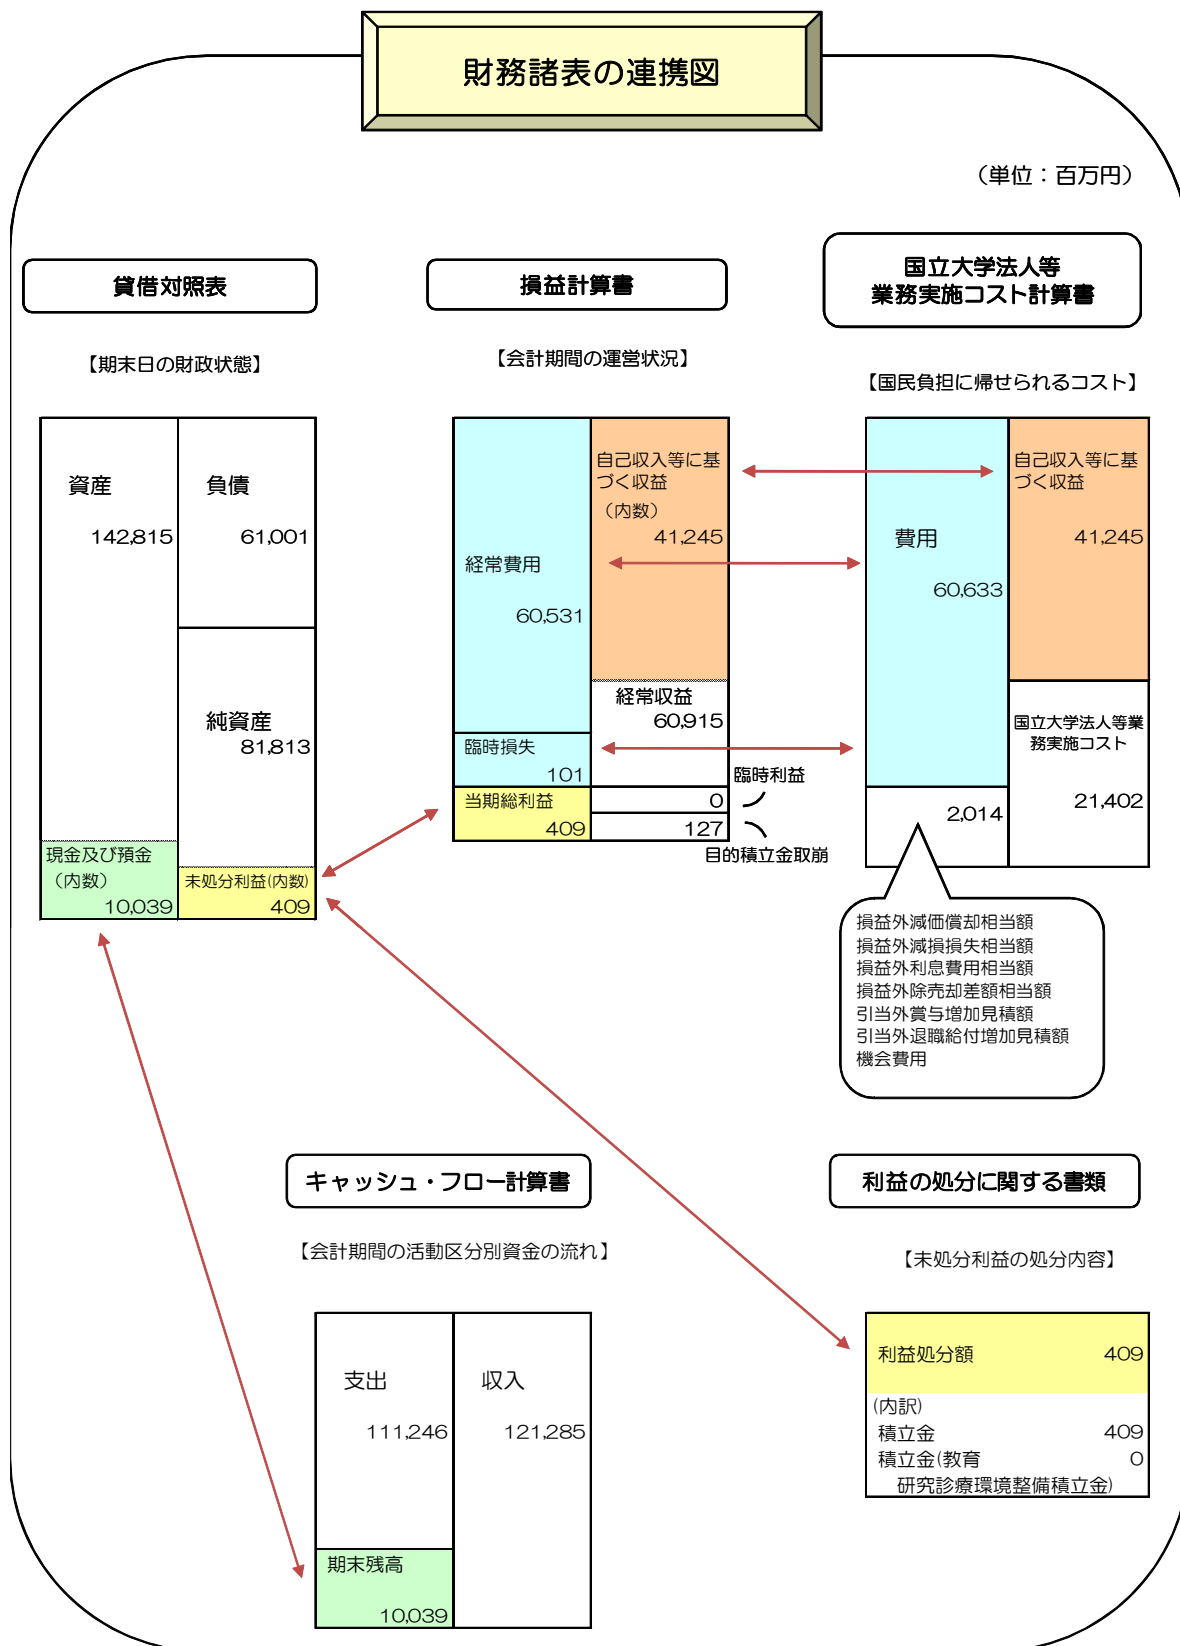 財務諸表の連携図
（単位：百万円）
貸借対照表
【期末日の財政状態】
資産
142,815
負債
61,001
純資産
81,813
現金及び預金
（内数）
10,039
未処分利益(内数)
409
損益計算書
【会計期間の運営状況】
経常費用
60,531
臨時損失
101
当期総利益
409
自己収入等に基
づく収益
（内数）
41,245
経常収益
60,915
0
127
臨時利益
目的積立金取崩
国立大学法人等
業務実施コスト計算書
【国民負担に帰せられるコスト】
費用
60,633
2,014
自己収入等に基
づく収益
41,245
国立大学法人等業
務実施コスト
21,402
損益外減価償却相当額
損益外減損損失相当額
損益外利息費用相当額
損益外除売却差額相当額
引当外賞与増加見積額
引当外退職給付増加見積額
機会費用
キャッシュ・フロー計算書
【会計期間の活動区分別資金の流れ】
支出
111,246
収入
121,285
期末残高
10,039
利益の処分に関する書類
【未処分利益の処分内容】
利益処分額 409
(内訳)
積立金 409
積立金(教育 0
研究診療環境整備積立金)